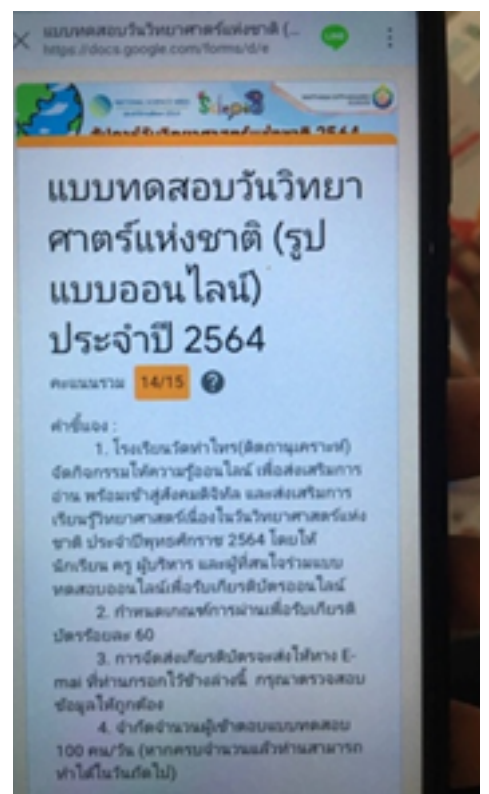 แบบทดสอบวันวิทยาศาตร์แห่งชาติ (...
https://docs.google.com/forms/d/e
LINE
แบบทดสอบวันวิทยา
ศาตร์แห่งชาติ (รูป
แบบออนไลน์)
ประจำปี 2564
คะแนนรวม 14/15
คำชี้แจง :
1. โรงเรียนวัดท่าไทร(ดิตถานุเคราะห์)
จัดกิจกรรมให้ความรู้ออนไลน์ เพื่อส่งเสริมการ
อ่าน พร้อมเข้าสู่สังคมดิจิทัล และส่งเสริมการ
เรียนรู้วิทยาศาสตร์เนื่องในวันวิทยาศาสตร์แห่ง
ชาติ ประจำปีพุทธศักราช 2564 โดยให้
นักเรียน ครู ผู้บริหาร และผู้ที่สนใจร่วมแบบ
ทดสอบออนไลน์เพื่อรับเกียรติบัตรออนไลน์
2. กำหนดเกณฑ์การผ่านเพื่อรับเกียรติ
บัตรร้อยละ 60
3. การจัดส่งเกียรติบัตรจะส่งให้ทาง E-
mai ที่ท่านกรอกไว้ข้างล่างนี้ กรุณาตรวจสอบ
ข้อมูลให้ถูกต้อง
4. จำกัดจำนวนผู้เข้าตอบแบบทดสอบ
100 คน/วัน (หากครบจำนวนแล้วท่านสามารถ
ทำได้ในวันถัดไป)